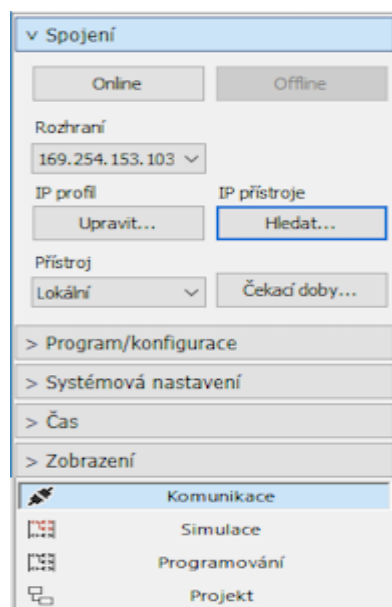 Spojení
Online Offline
Rozhraní
169.254.153.103
IP profil IP přístroje
Upravit... Hledat...
Přístroj
Lokální Čekací doby...
> Program/konfigurace
> Systémová nastavení
> Čas
> Zobrazení
Komunikace
Simulace
Programování
Projekt